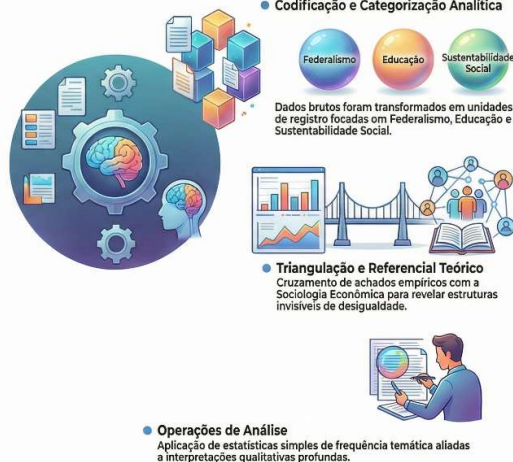 Codificação e Categorização Analítica
Federalismo
Educação
Sustentabilidade
Social
Dados brutos foram transformados em unidades
de registro focadas om Federalismo, Educação e
Sustentabilidade Social.
Triangulação e Referencial Teórico
Cruzamento de achados empíricos com a
Sociologia Econômica para revelar estruturas
invisíveis de desigualdade.
Operações de Análise
Aplicação de estatísticas simples de frequência temática aliadas
a interpretações qualitativas profundas.